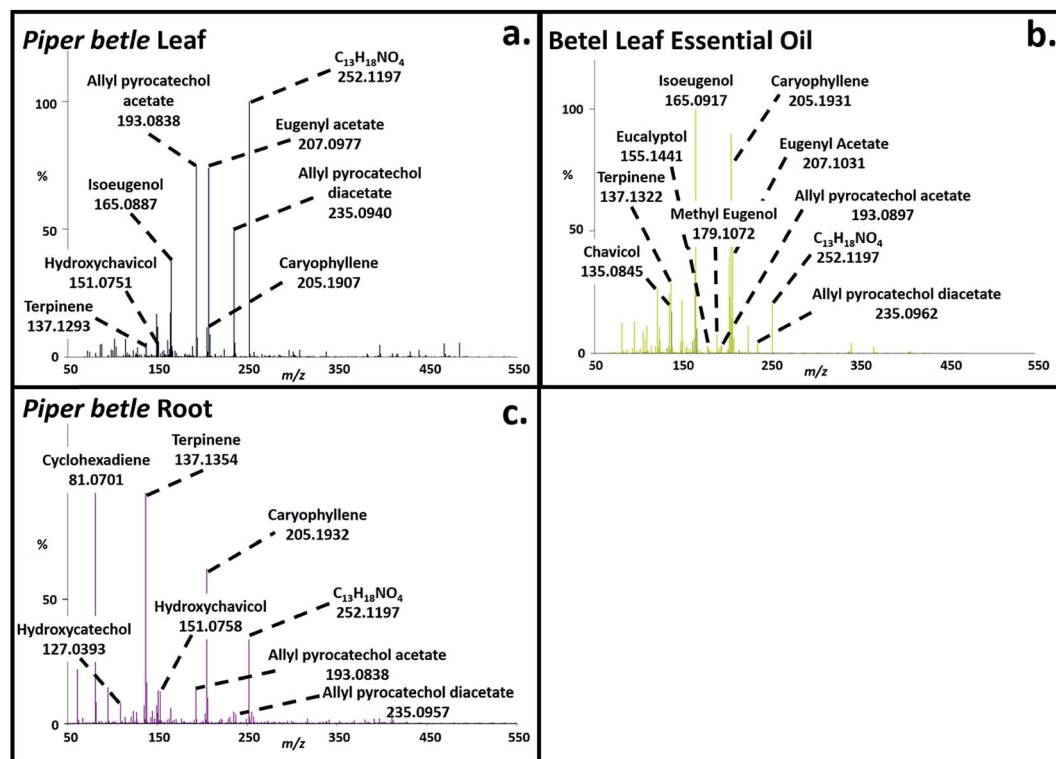 Piper betle Leaf
a.
C₁₃H₁₈NO₄
252.1197
Allyl pyrocatechol
acetate
193.0838
100
Eugenyl acetate
207.0977
Allyl pyrocatechol
diacetate
235.0940
%
Isoeugenol
165.0887
50
Hydroxychavicol
151.0751
Caryophyllene
205.1907
Terpinene
137.1293
0
50
150
250
350
450
550
m/z
Betel Leaf Essential Oil
b.
Isoeugenol
165.0917
Caryophyllene
205.1931
100
Eucalyptol
155.1441
Eugenyl Acetate
207.1031
%
Terpinene
137.1322
Allyl pyrocatechol acetate
193.0897
Methyl Eugenol
179.1072
50
C₁₃H₁₈NO₄
252.1197
Chavicol
135.0845
Allyl pyrocatechol diacetate
235.0962
0
50
150
250
350
450
550
m/z
Piper betle Root
c.
Terpinene
137.1354
Cyclohexadiene
81.0701
Caryophyllene
205.1932
%
50
C₁₃H₁₈NO₄
252.1197
Hydroxychavicol
151.0758
Hydroxycatechol
127.0393
Allyl pyrocatechol acetate
193.0838
Allyl pyrocatechol diacetate
235.0957
0
50
150
250
350
450
550
m/z